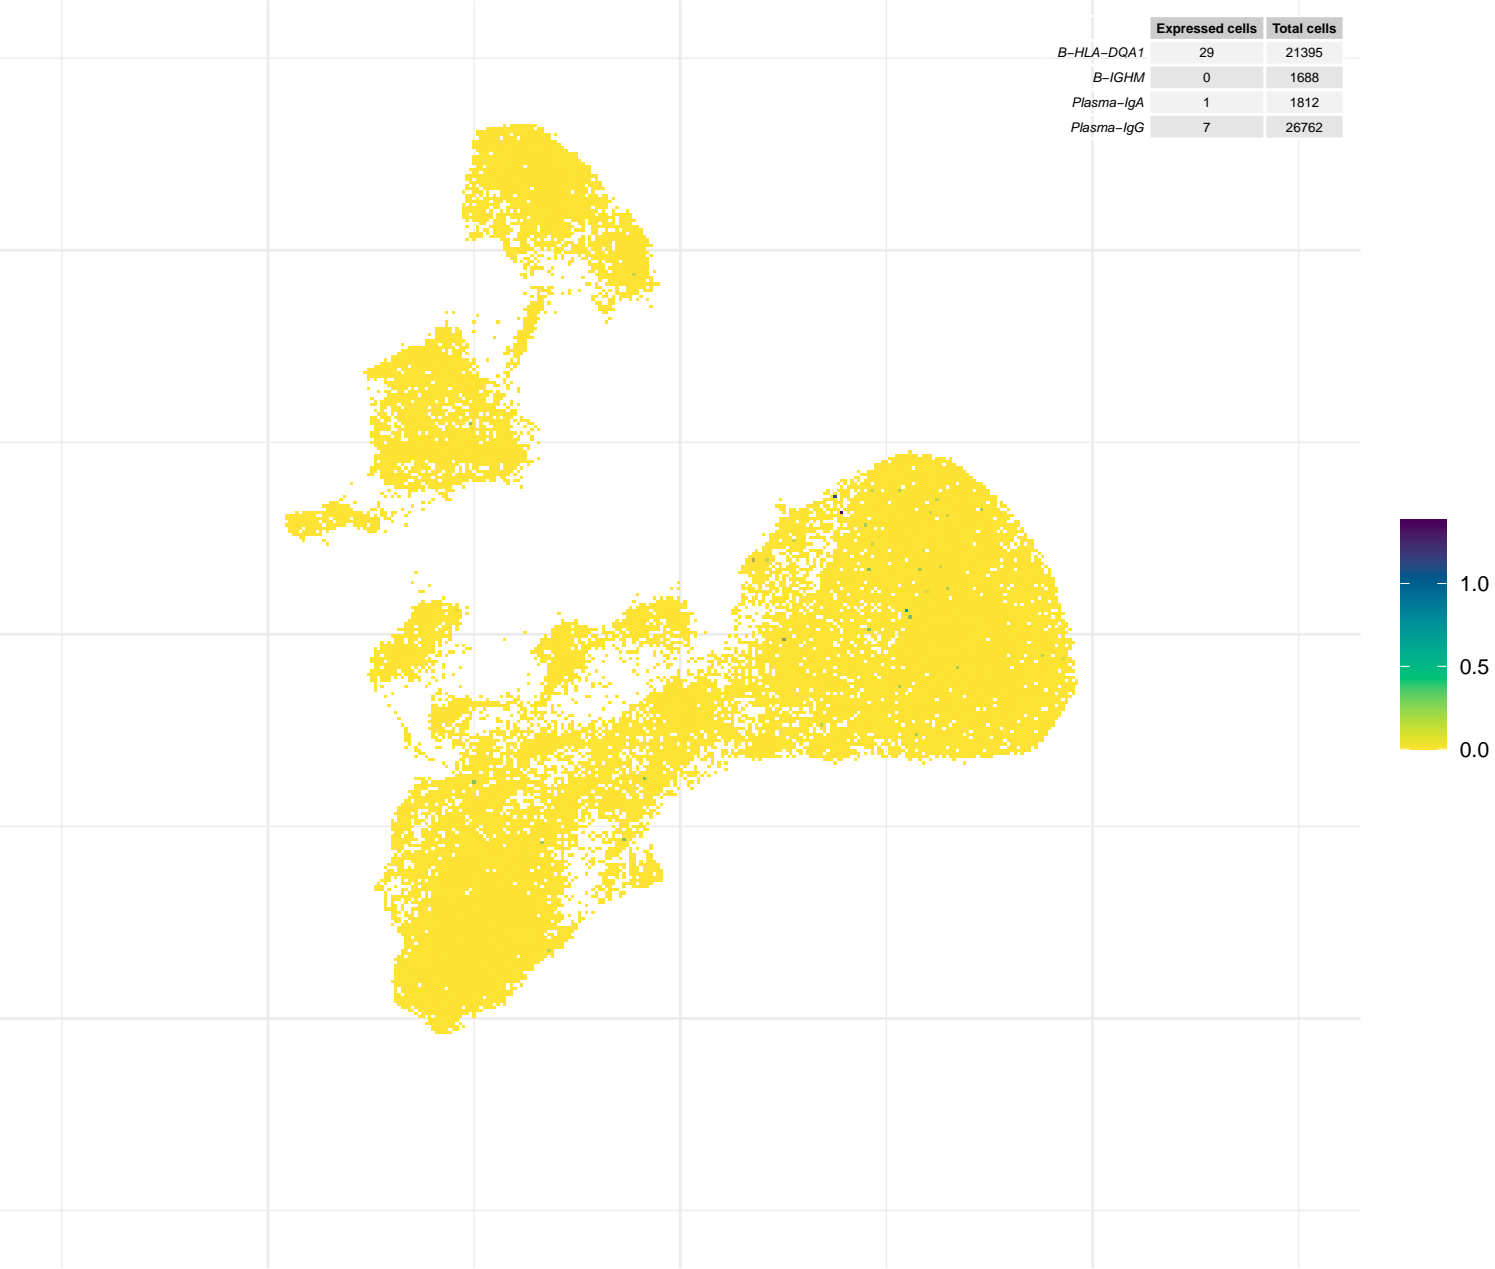 Expressed cells Total cells
B−HLA−DQA1 29 21395
B−IGHM 0 1688
Plasma−IgA 1 1812
Plasma−IgG 7 26762
1.0
0.5
0.0